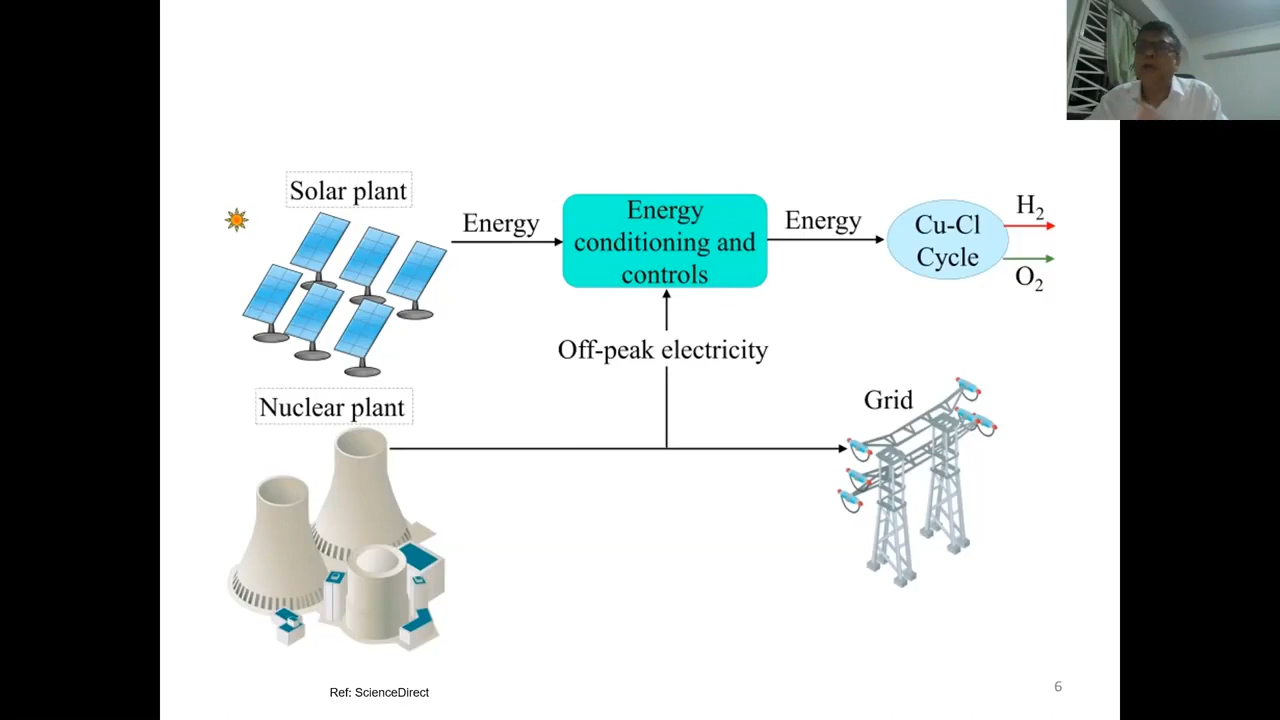 Solar plant
Energy
Energy
conditioning and
controls
Energy
Cu-Cl
Cycle
H₂
O₂
Off-peak electricity
Nuclear plant
Grid
Ref: ScienceDirect
6